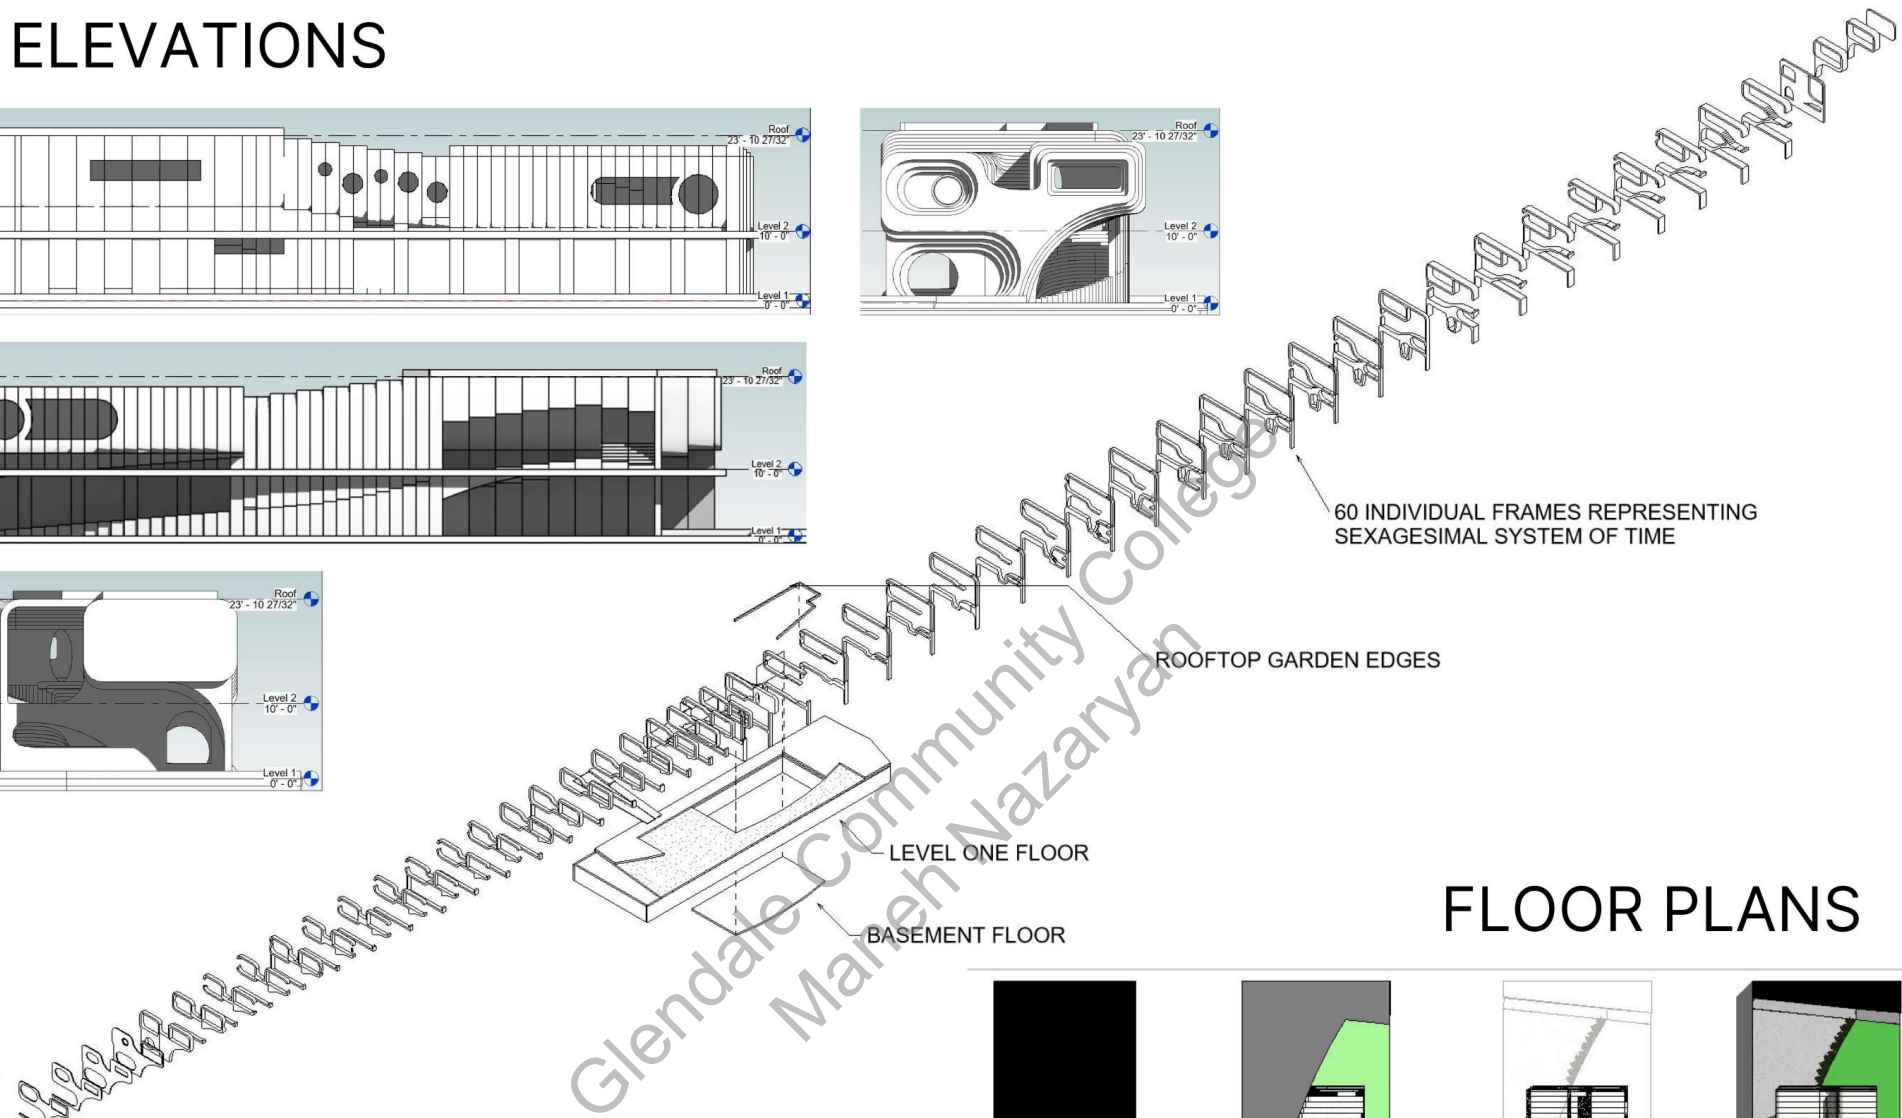 ELEVATIONS
Roof
23' - 10 27/32"
Level 2
10' - 0"
Level 1
0' - 0"
Roof
23' - 10 27/32"
Level 2
10' - 0"
Level 1
0' - 0"
Roof
23' - 10 27/32"
Level 2
10' - 0"
Level 1
0' - 0"
60 INDIVIDUAL FRAMES REPRESENTING
SEXAGESIMAL SYSTEM OF TIME
Roof
23' - 10 27/32"
Level 2
10' - 0"
Level 1
0' - 0"
ROOFTOP GARDEN EDGES
LEVEL ONE FLOOR
BASEMENT FLOOR
Glendale Community College
Maneh Nazaryan
FLOOR PLANS